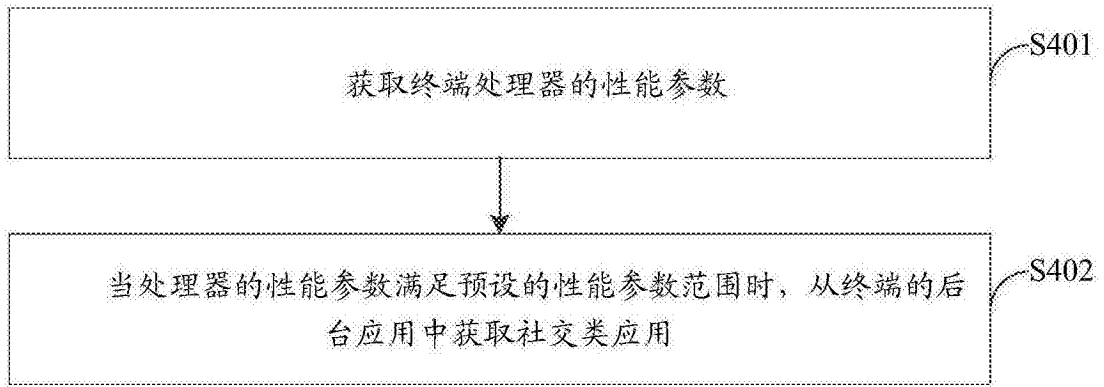 S401
获取终端处理器的性能参数
S402
当处理器的性能参数满足预设的性能参数范围时，从终端的后
台应用中获取社交类应用